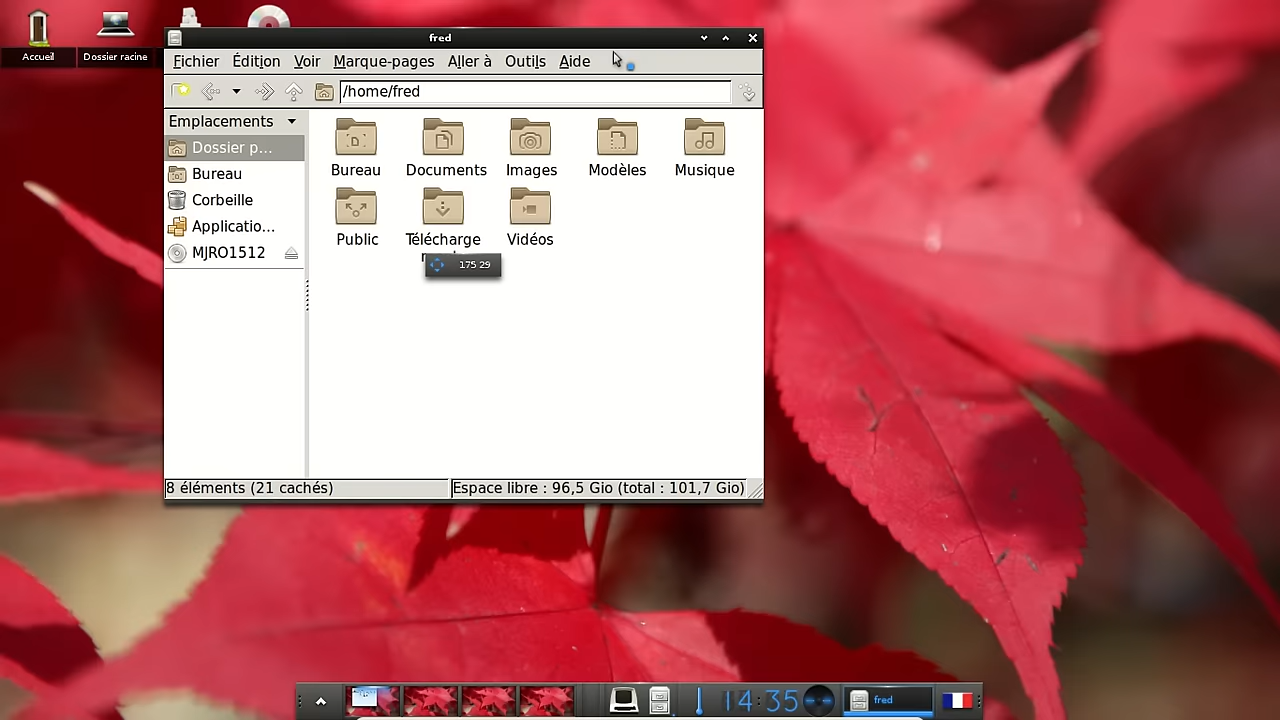 Accueil
Dossier racine
fred
Fichier Édition Voir Marque-pages Aller à Outils Aide
/home/fred
Emplacements
Dossier p...
Bureau
Corbeille
Applicatio...
MJRO1512
Bureau Documents Images Modèles Musique
Public Télécharge Vidéos
175 29
8 éléments (21 cachés)
Espace libre : 96,5 Gio (total : 101,7 Gio)
14:35
fred